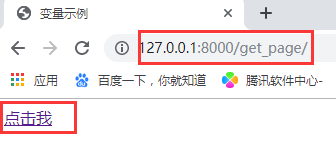 变量示例
127.0.0.1:8000/get_page/
应用 百度一下，你就知道 腾讯软件中心-
点击我